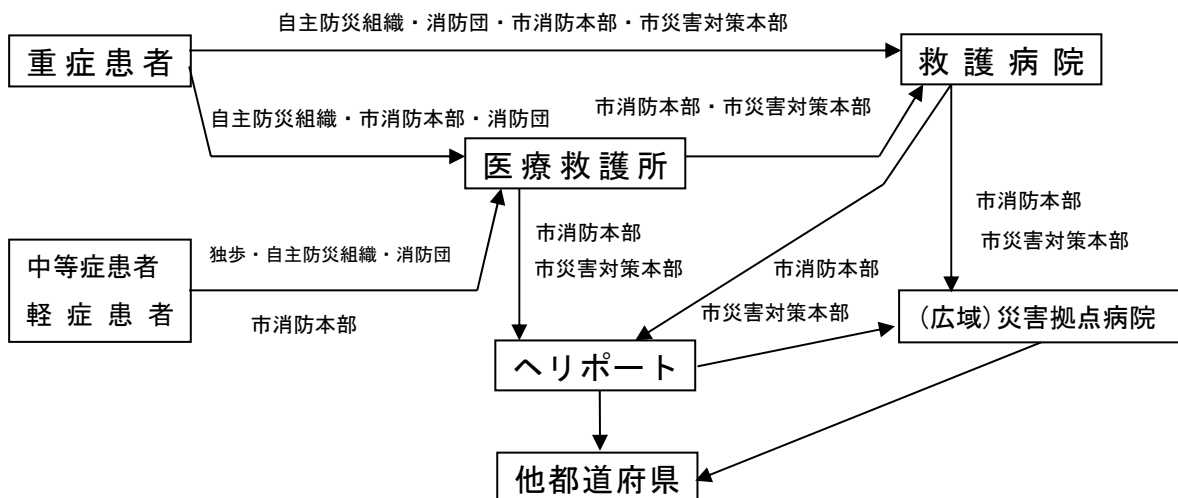 自主防災組織・消防団・市消防本部・市災害対策本部
重症患者
救護病院
市消防本部・市災害対策本部
自主防災組織・市消防本部・消防団
医療救護所
市消防本部
市災害対策本部
独歩・自主防災組織・消防団
市消防本部
中等症患者
軽症患者
市消防本部
市災害対策本部
市消防本部
市災害対策本部
(広域)災害拠点病院
ヘリポート
他都道府県